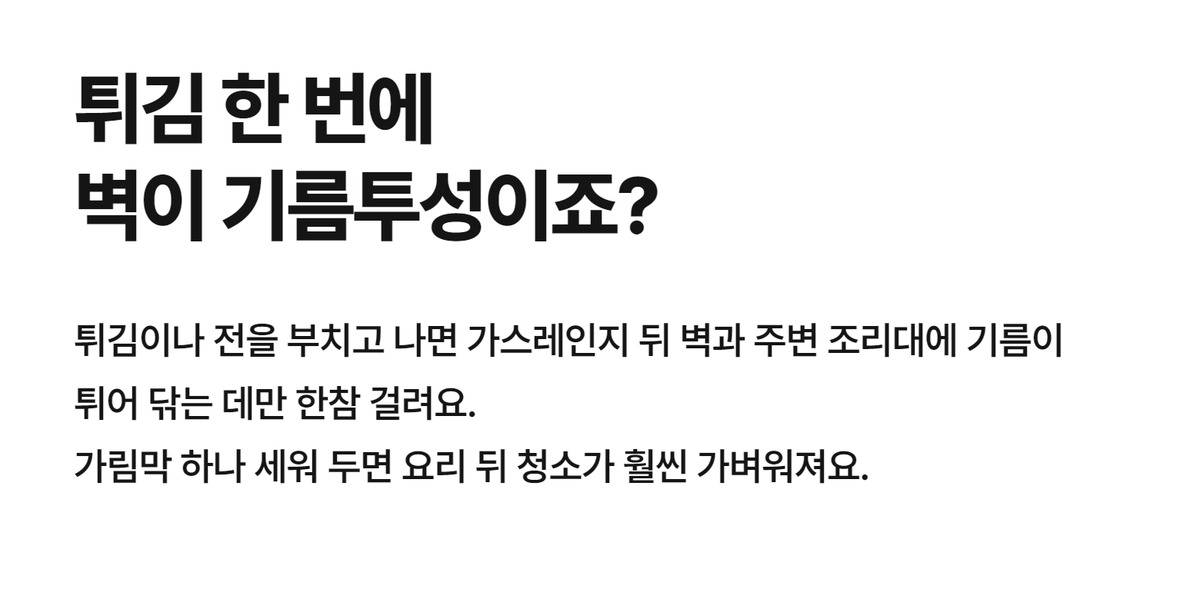 튀김 한 번에
벽이 기름투성이죠?
튀김이나 전을 부치고 나면 가스레인지 뒤 벽과 주변 조리대에 기름이
튀어 닦는 데만 한참 걸려요.
가림막 하나 세워 두면 요리 뒤 청소가 훨씬 가벼워져요.